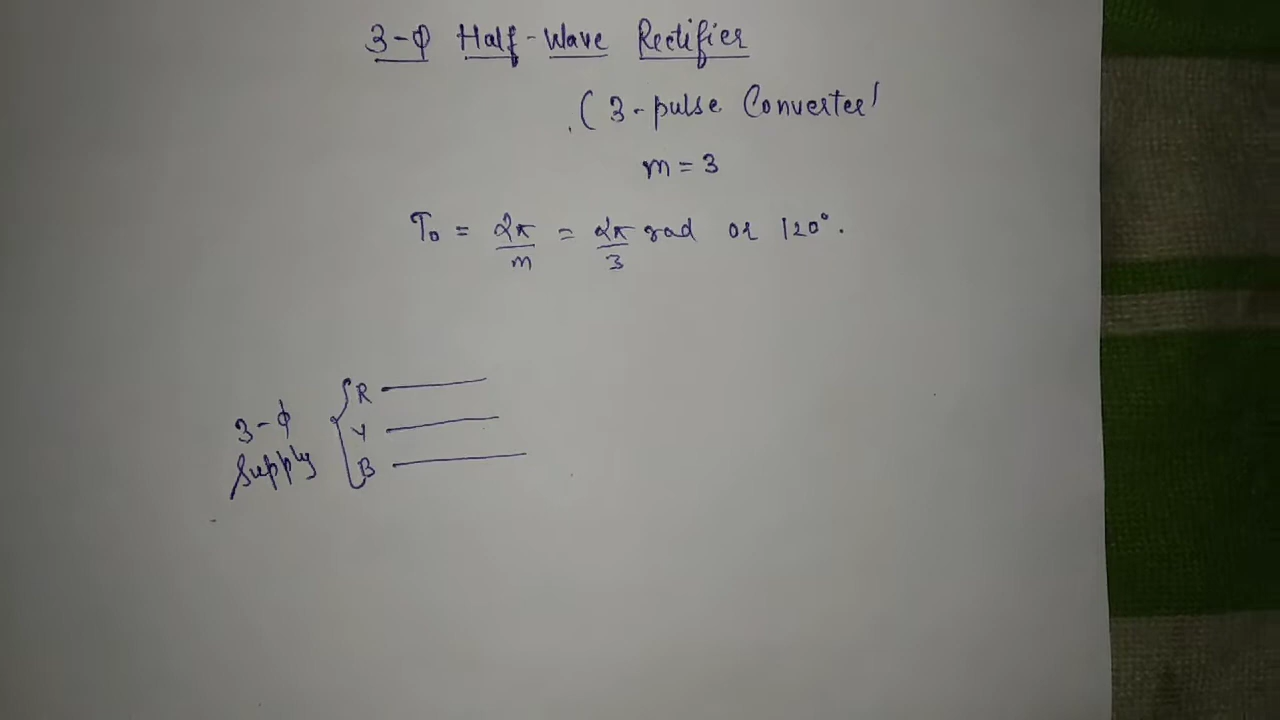 3-φ Half-Wave Rectifier
(3-pulse Converter)
m = 3
T₀ = 2π/m = 2π/3 rad or 120°.
3-φ Supply { R
Y
B